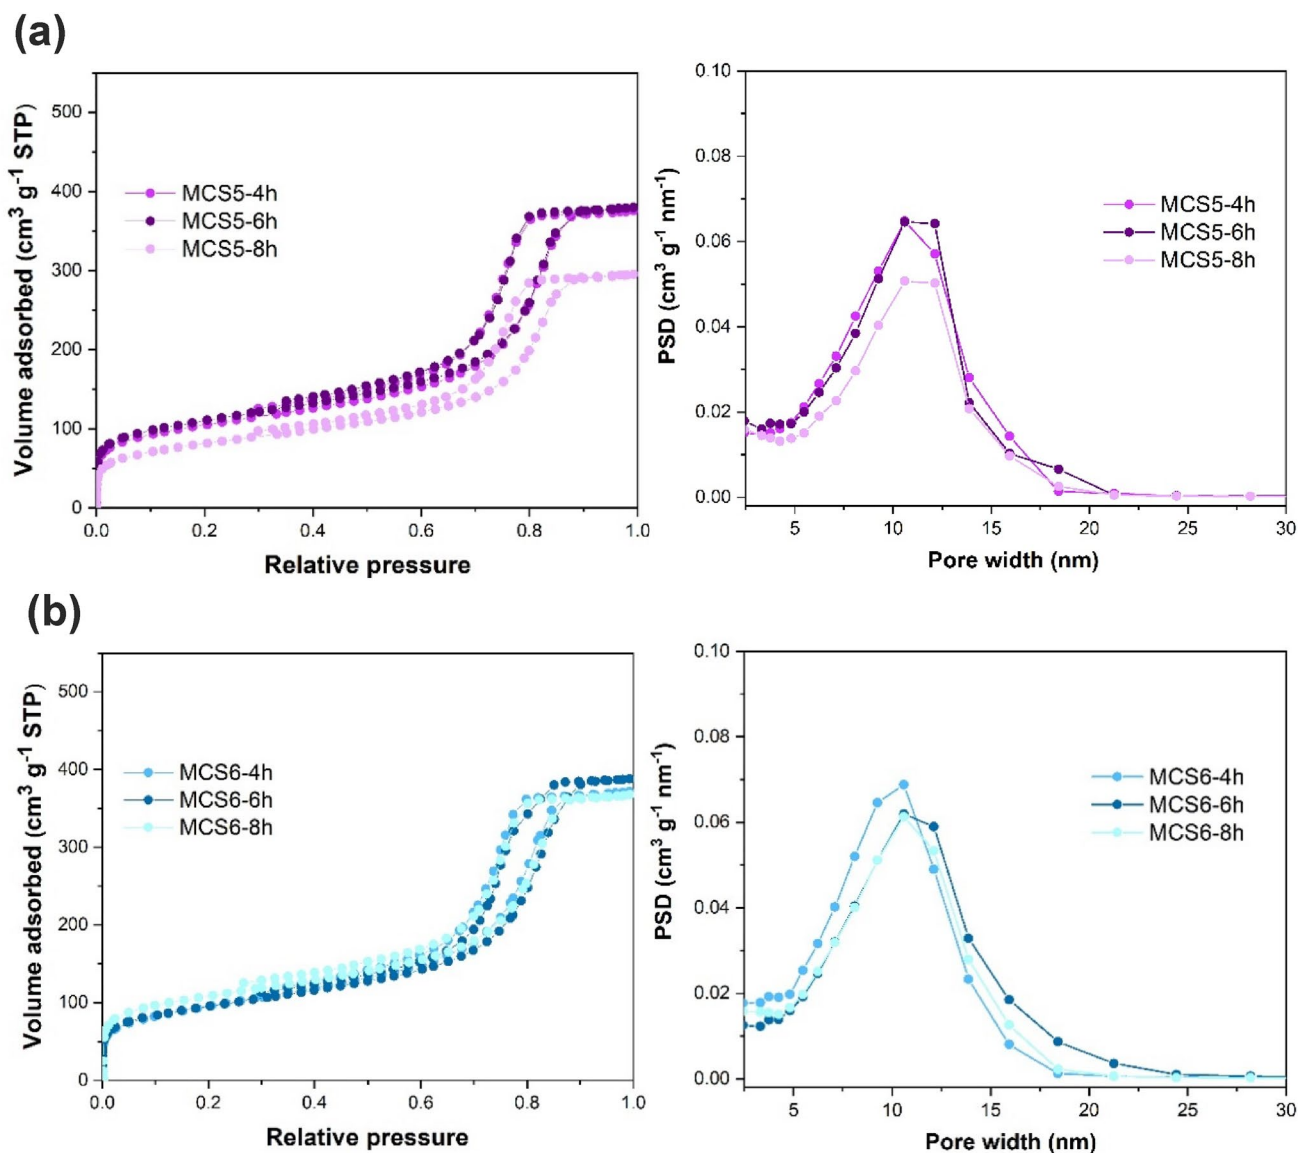 (a)
Volume adsorbed (cm³ g⁻¹ STP)
500
400
300
200
100
0
MCS5-4h
MCS5-6h
MCS5-8h
0.0 0.2 0.4 0.6 0.8 1.0
Relative pressure
PSD (cm³ g⁻¹ nm⁻¹)
0.10
0.08
0.06
0.04
0.02
0.00
MCS5-4h
MCS5-6h
MCS5-8h
5 10 15 20 25 30
Pore width (nm)
(b)
Volume adsorbed (cm³ g⁻¹ STP)
500
400
300
200
100
0
MCS6-4h
MCS6-6h
MCS6-8h
0.0 0.2 0.4 0.6 0.8 1.0
Relative pressure
PSD (cm³ g⁻¹ nm⁻¹)
0.10
0.08
0.06
0.04
0.02
0.00
MCS6-4h
MCS6-6h
MCS6-8h
5 10 15 20 25 30
Pore width (nm)